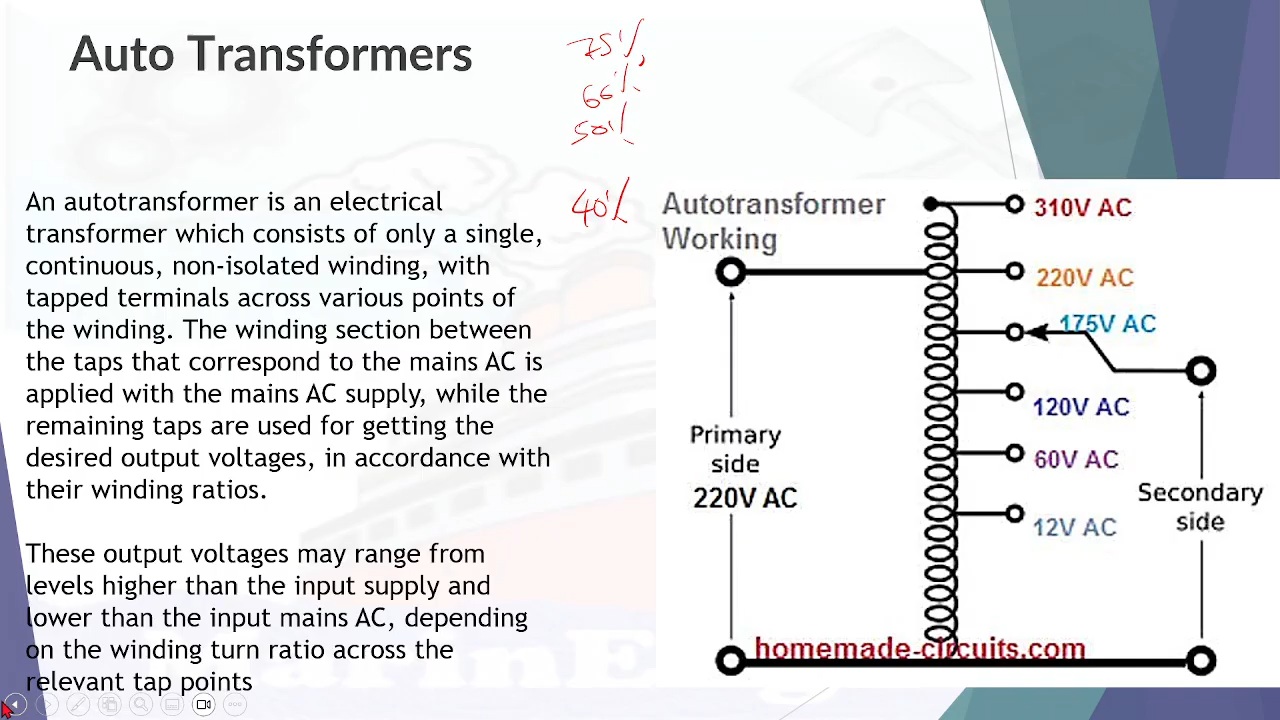 Auto Transformers
75%,
66%
50%
40%
An autotransformer is an electrical
transformer which consists of only a single,
continuous, non-isolated winding, with
tapped terminals across various points of
the winding. The winding section between
the taps that correspond to the mains AC is
applied with the mains AC supply, while the
remaining taps are used for getting the
desired output voltages, in accordance with
their winding ratios.
These output voltages may range from
levels higher than the input supply and
lower than the input mains AC, depending
on the winding turn ratio across the
relevant tap points
Autotransformer
Working
310V AC
220V AC
175V AC
120V AC
60V AC
12V AC
Primary
side
220V AC
Secondary
side
homemade-circuits.com